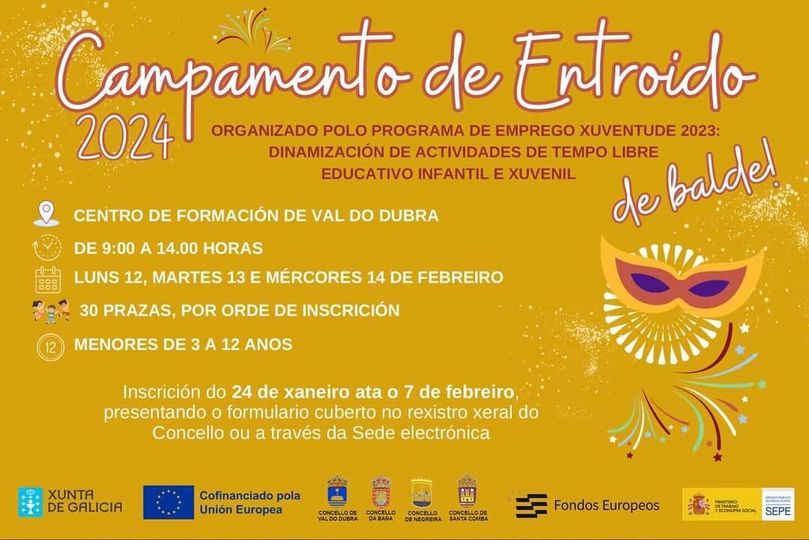 Campamento de Entroido
2024
ORGANIZADO POLO PROGRAMA DE EMPREGO XUVENTUDE 2023:
DINAMIZACIÓN DE ACTIVIDADES DE TEMPO LIBRE
EDUCATIVO INFANTIL E XUVENIL
de balde!
CENTRO DE FORMACIÓN DE VAL DO DUBRA
DE 9:00 A 14.00 HORAS
LUNS 12, MARTES 13 E MÉRCORES 14 DE FEBREIRO
30 PRAZAS, POR ORDE DE INSCRICIÓN
12
MENORES DE 3 A 12 ANOS
Inscrición do 24 de xaneiro ata o 7 de febreiro,
presentando o formulario cuberto no rexistro xeral do
Concello ou a través da Sede electrónica
XUNTA
DE GALICIA
Cofinanciado pola
Unión Europea
CONCELLO DE
VAL DO DUBRA
CONCELLO
DA BAÑA
CONCELLO
DE NEGREIRA
CONCELLO DE
SANTA COMBA
Fondos Europeos
MINISTERIO
DE TRABAJO
Y ECONOMÍA SOCIAL
SEPE